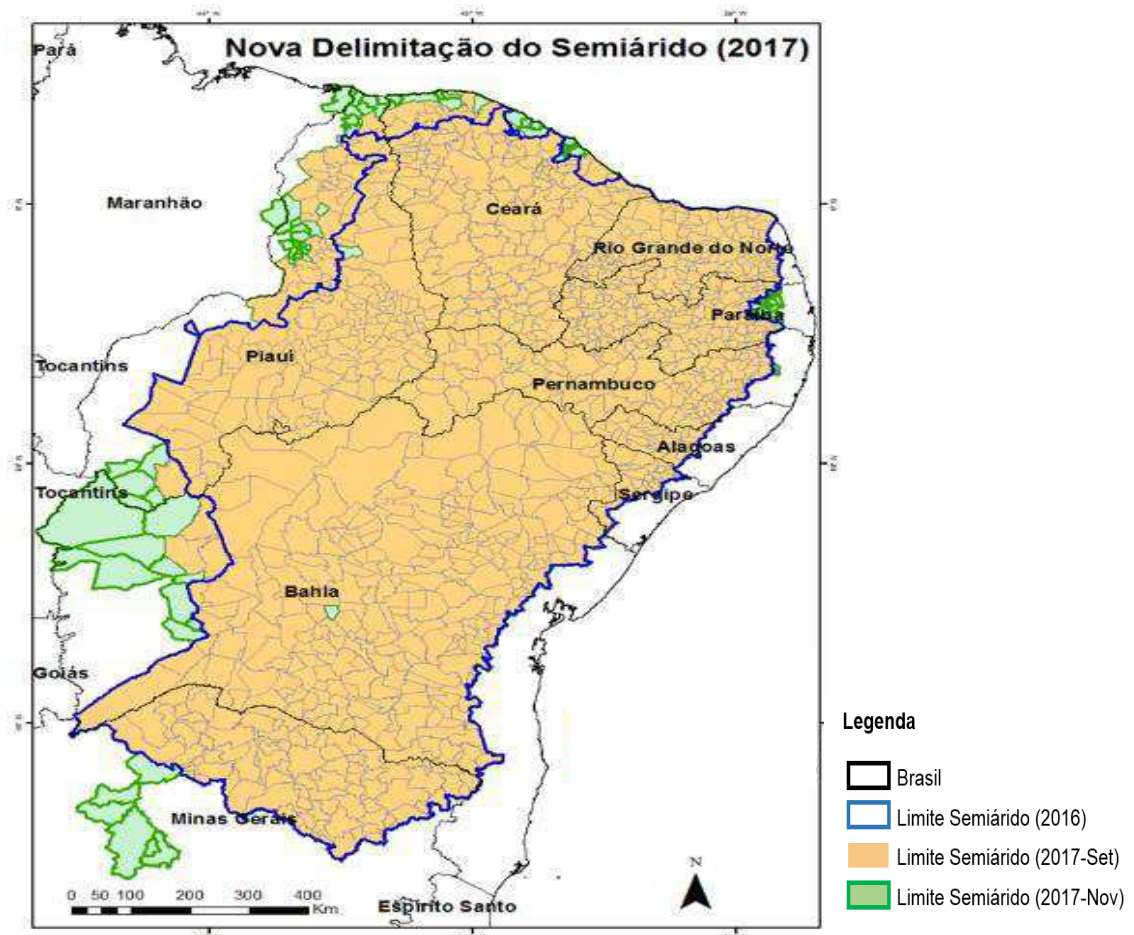 Nova Delimitação do Semiárido (2017)
Pará
Maranhão
Ceará
Rio Grande do Norte
Paraíba
Piauí
Tocantins
Pernambuco
Alagoas
Tocantins
Sergipe
Bahia
Goiás
Minas Gerais
Espírito Santo
0 50 100 200 300 400
Km
N
Legenda
Brasil
Limite Semiárido (2016)
Limite Semiárido (2017-Set)
Limite Semiárido (2017-Nov)